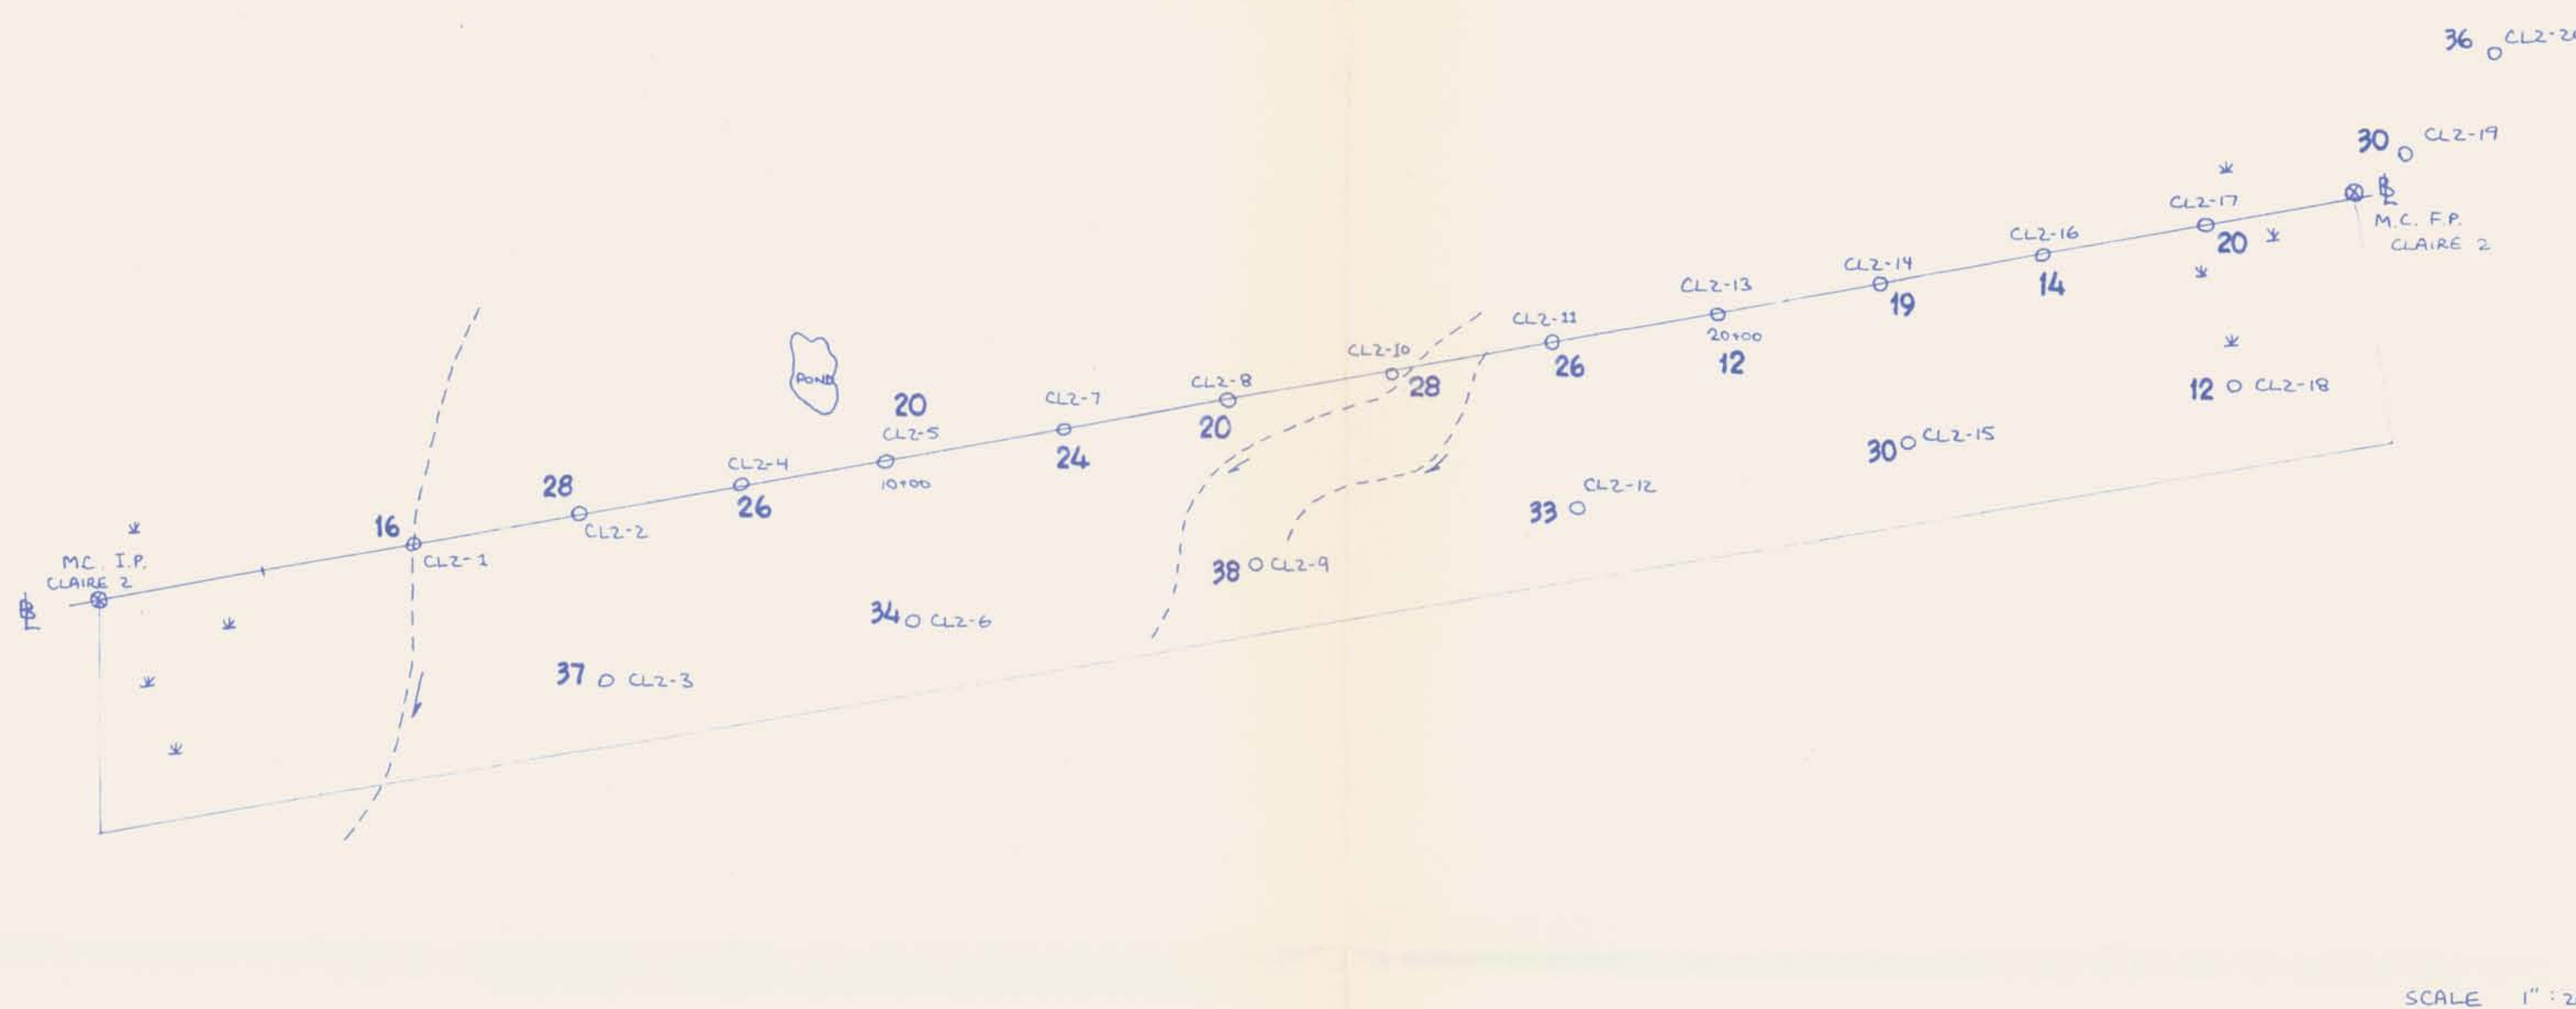 36 CL2-2
30 CL2-19
B
L
M.C. F.P.
CLAIRE 2
CL2-17
20
CL2-16
14
CL2-14
19
CL2-13
20+00
12
CL2-11
26
CL2-10
28
12 CL2-18
30 CL2-15
CL2-12
33
CL2-8
20
CL2-7
24
20
CL2-5
10+00
POND
CL2-4
26
28
CL2-2
16
CL2-1
M.C. I.P.
CLAIRE 2
B
L
38 CL2-9
34 CL2-6
37 CL2-3
SCALE 1" : 2